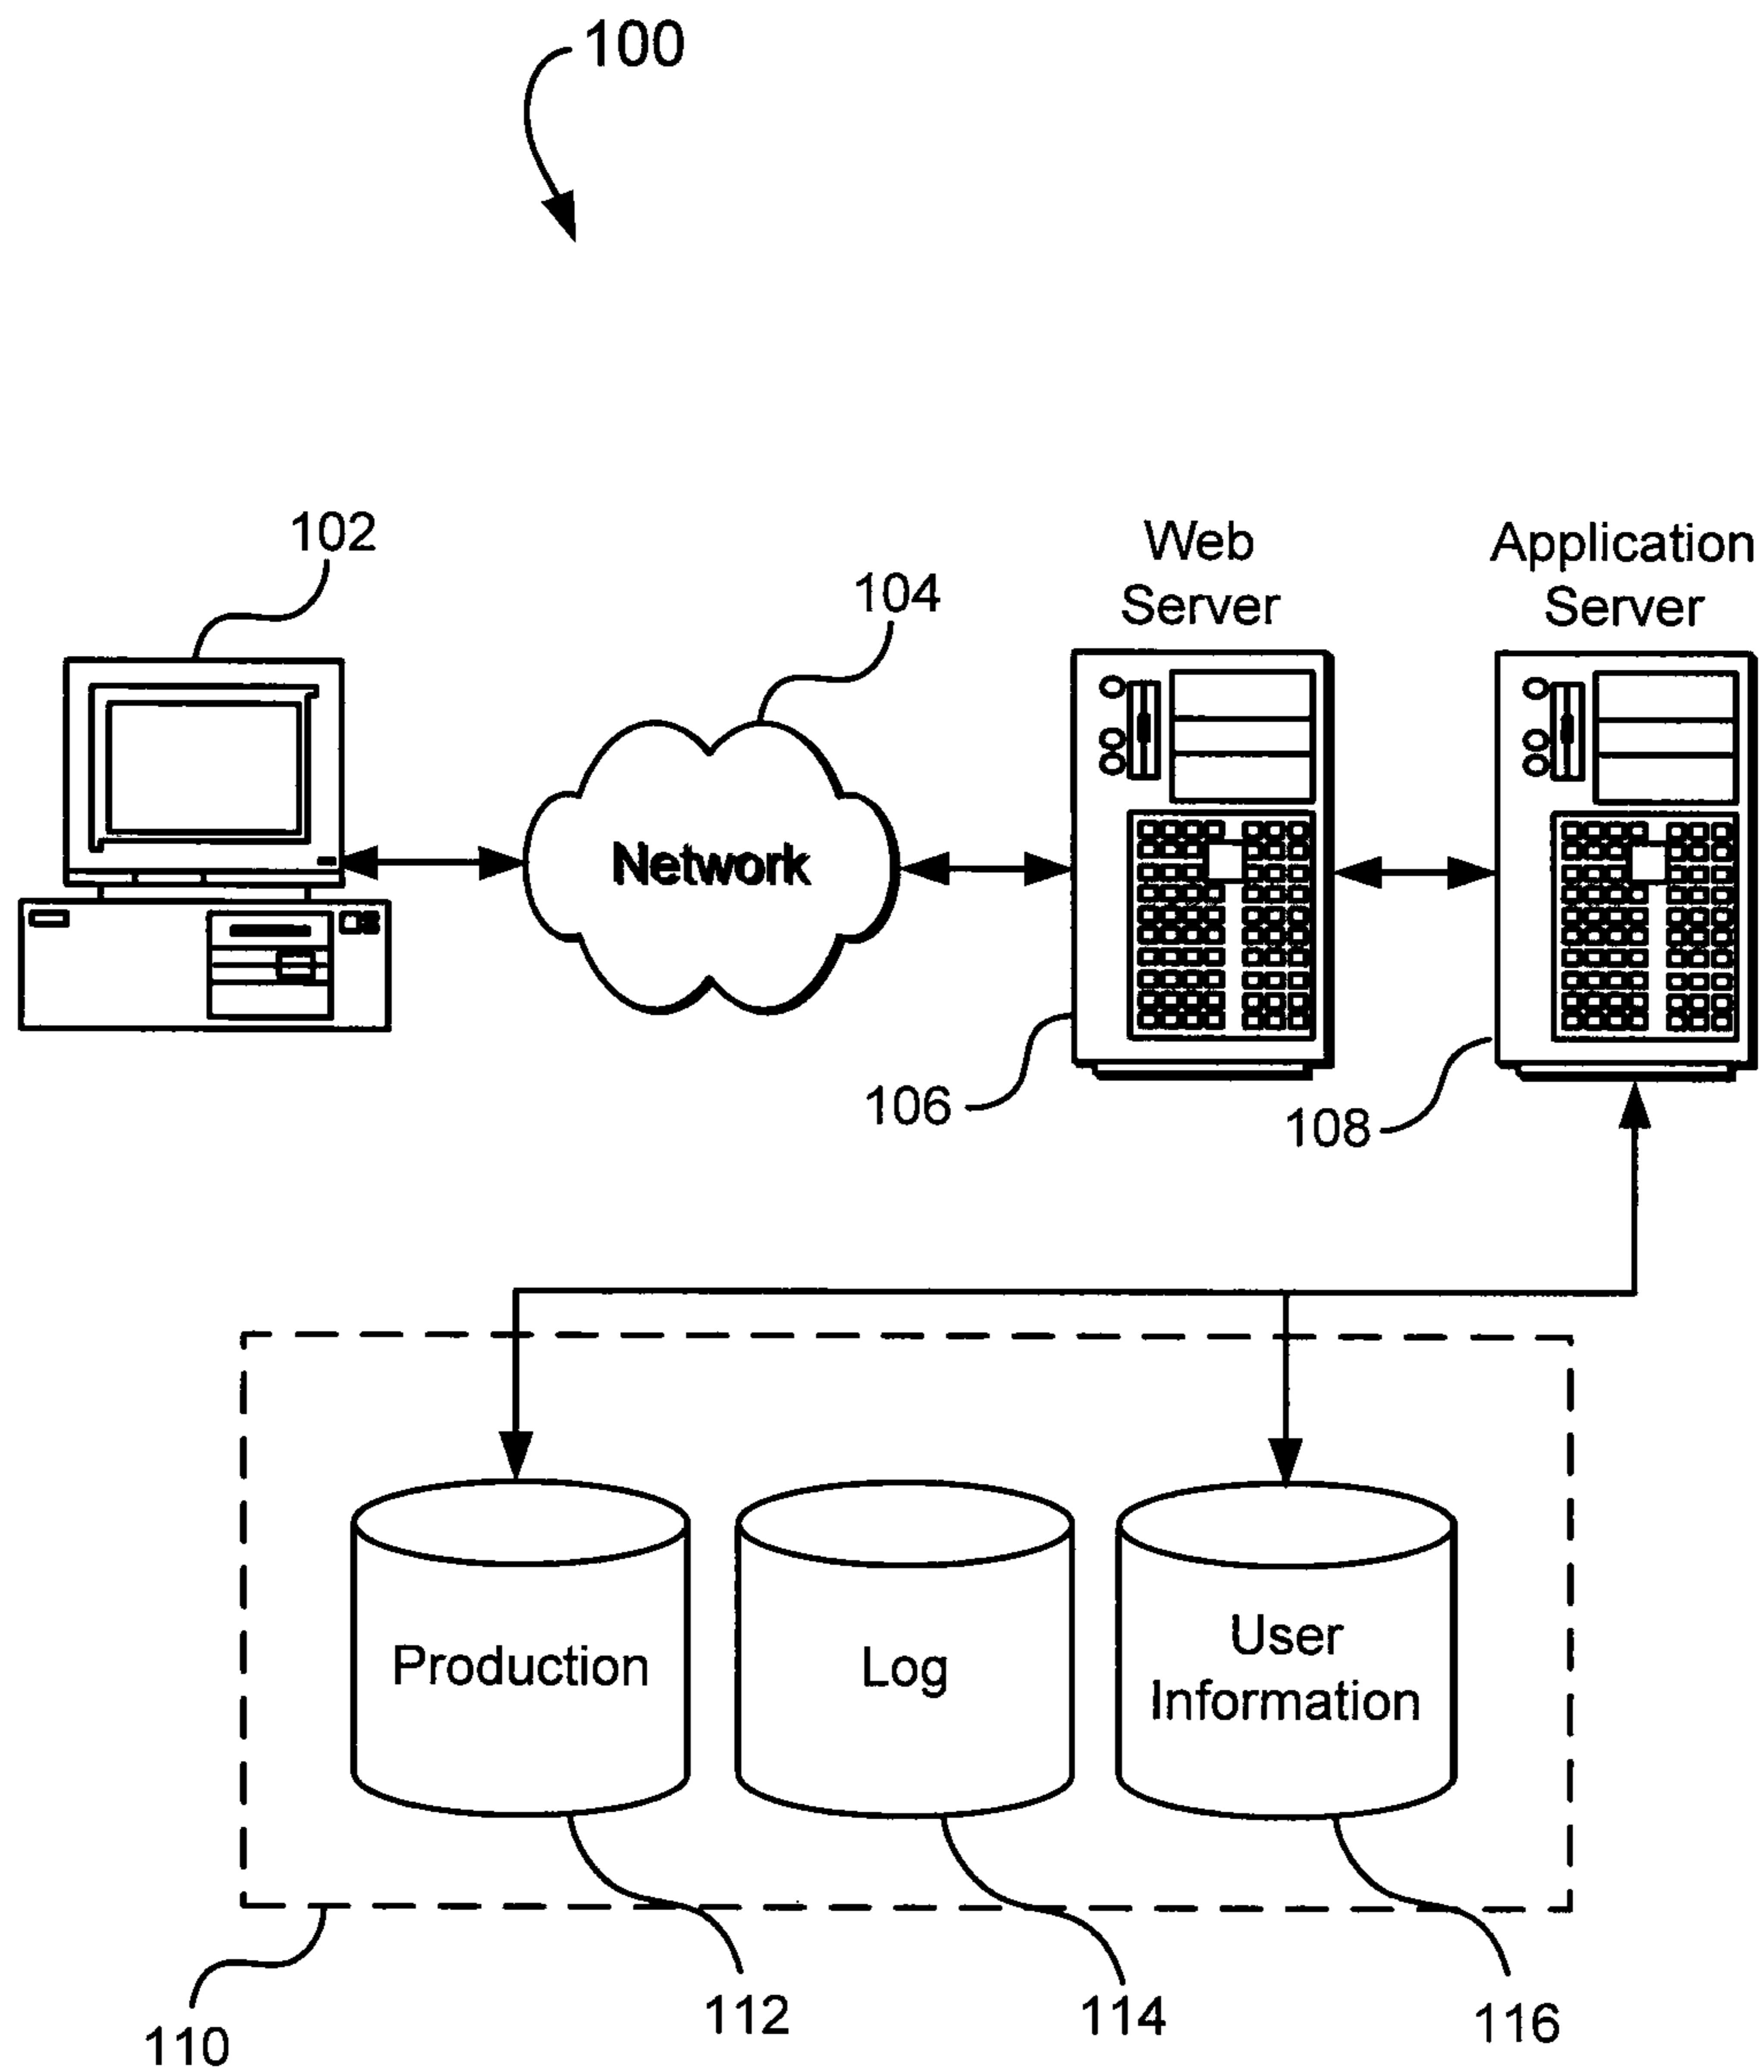 100
102
104
Web
Server
Application
Server
Network
106
108
Production
Log
User
Information
110
112
114
116